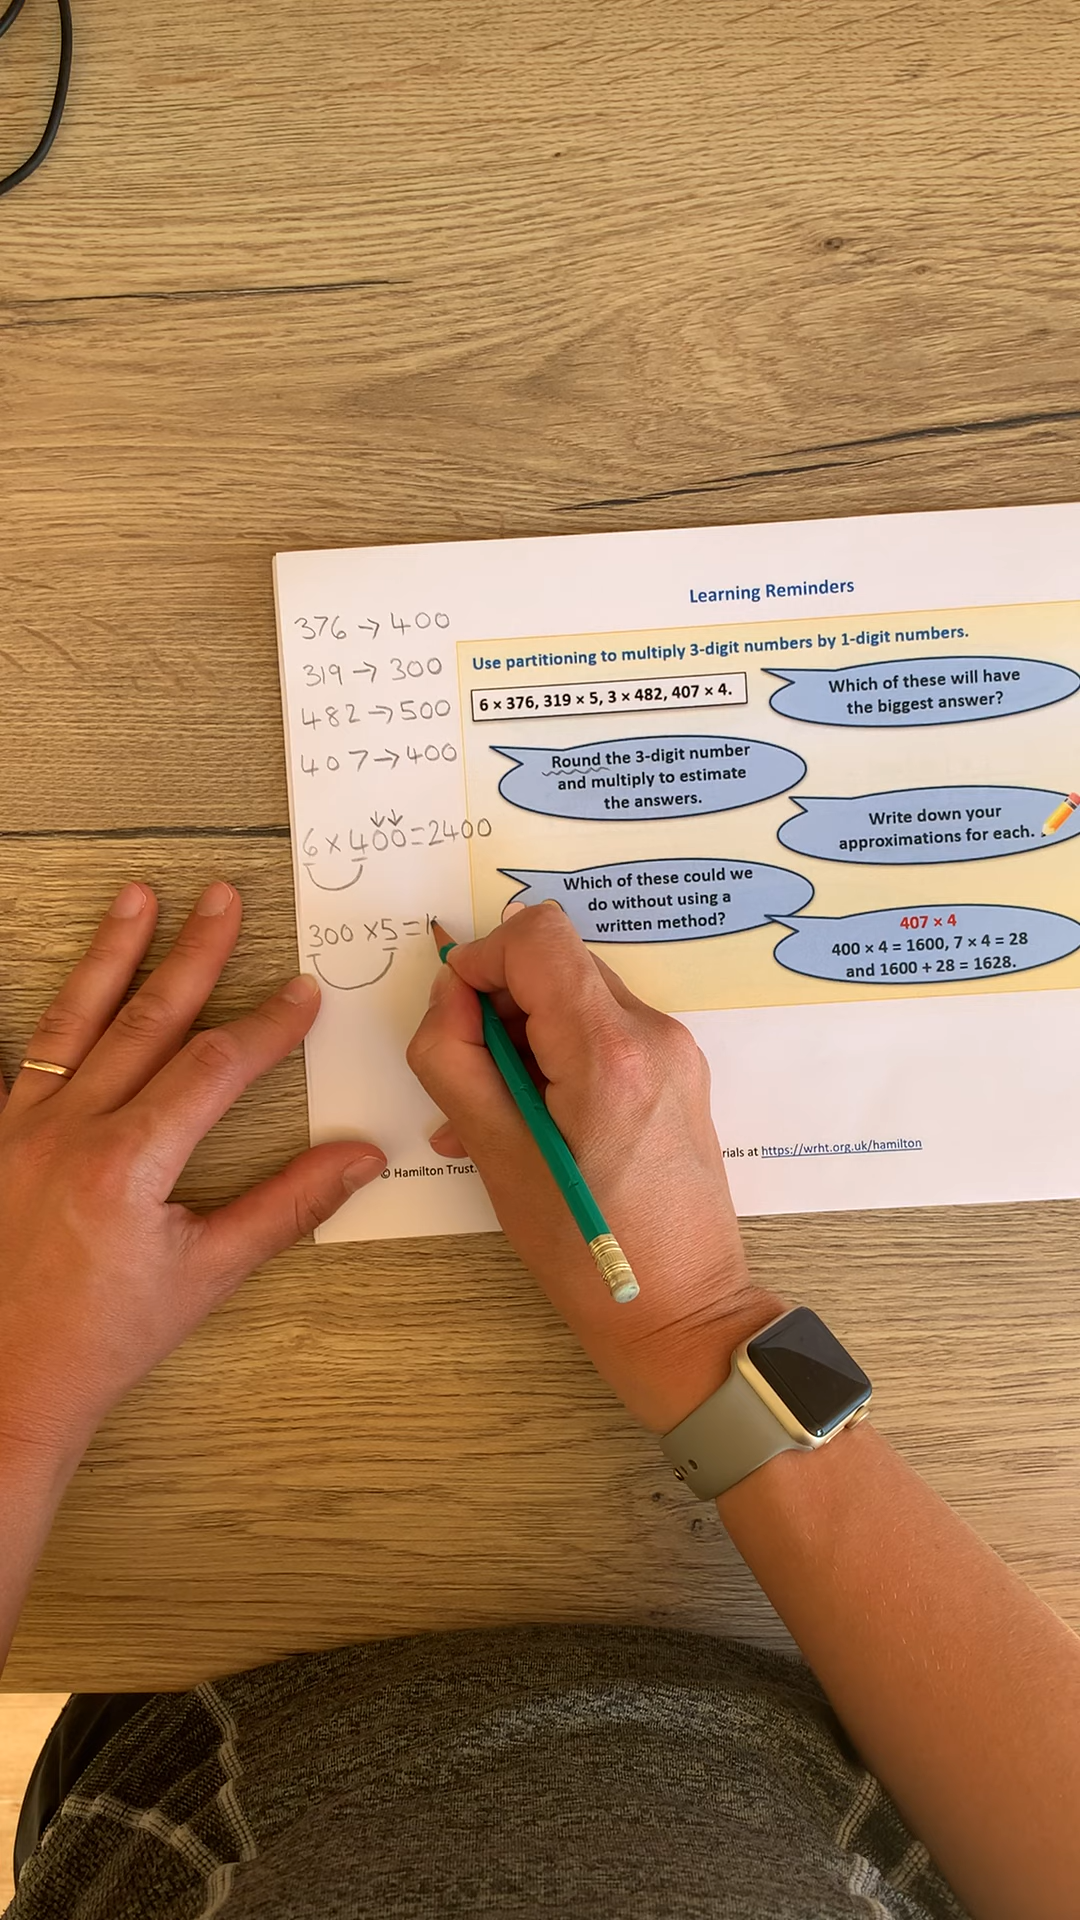 Learning Reminders
376 → 400
319 → 300
482 → 500
407 → 400
6 × 400 = 2400
300 × 5 = 1
Use partitioning to multiply 3-digit numbers by 1-digit numbers.
6 × 376, 319 × 5, 3 × 482, 407 × 4.
Which of these will have
the biggest answer?
Round the 3-digit number
and multiply to estimate
the answers.
Write down your
approximations for each.
Which of these could we
do without using a
written method?
407 × 4
400 × 4 = 1600, 7 × 4 = 28
and 1600 + 28 = 1628.
© Hamilton Trust.
rials at https://wrht.org.uk/hamilton